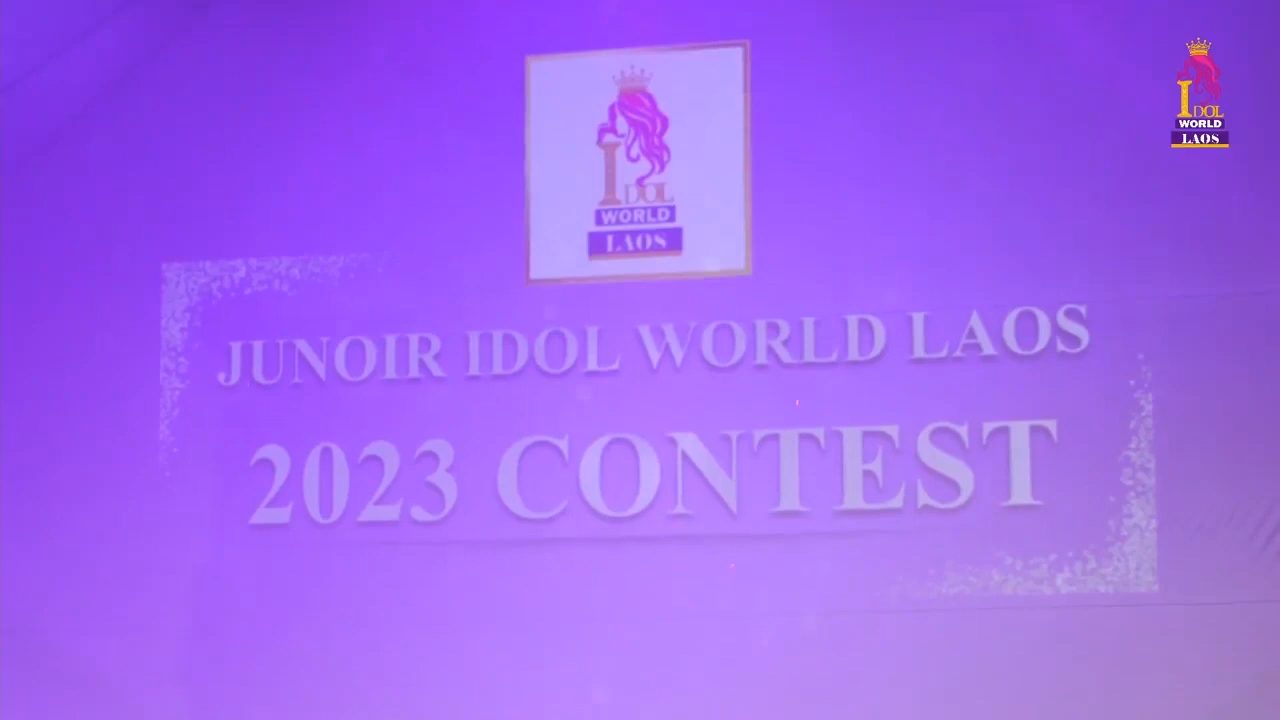 IDOL
WORLD
LAOS
IDOL
WORLD
LAOS
JUNOIR IDOL WORLD LAOS
2023 CONTEST